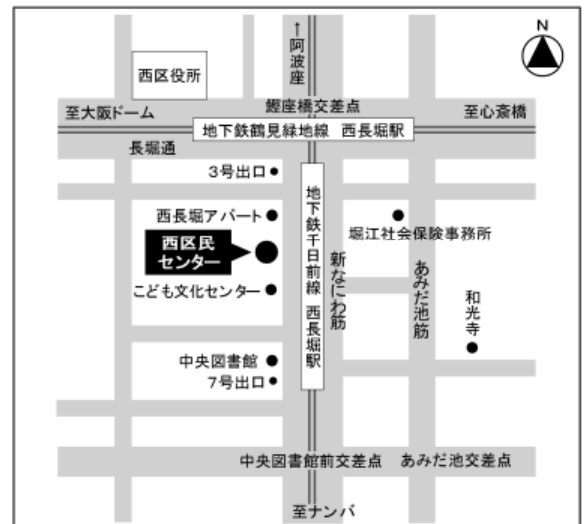 N
↑阿波座
西区役所
至大阪ドーム
鰹座橋交差点
至心斎橋
地下鉄鶴見緑地線 西長堀駅
長堀通
3号出口
西長堀アパート
堀江社会保険事務所
西区民
センター
地下鉄千日前線 西長堀駅
新なにわ筋
あみだ池筋
こども文化センター
和光寺
中央図書館
7号出口
中央図書館前交差点
あみだ池交差点
至ナンバ